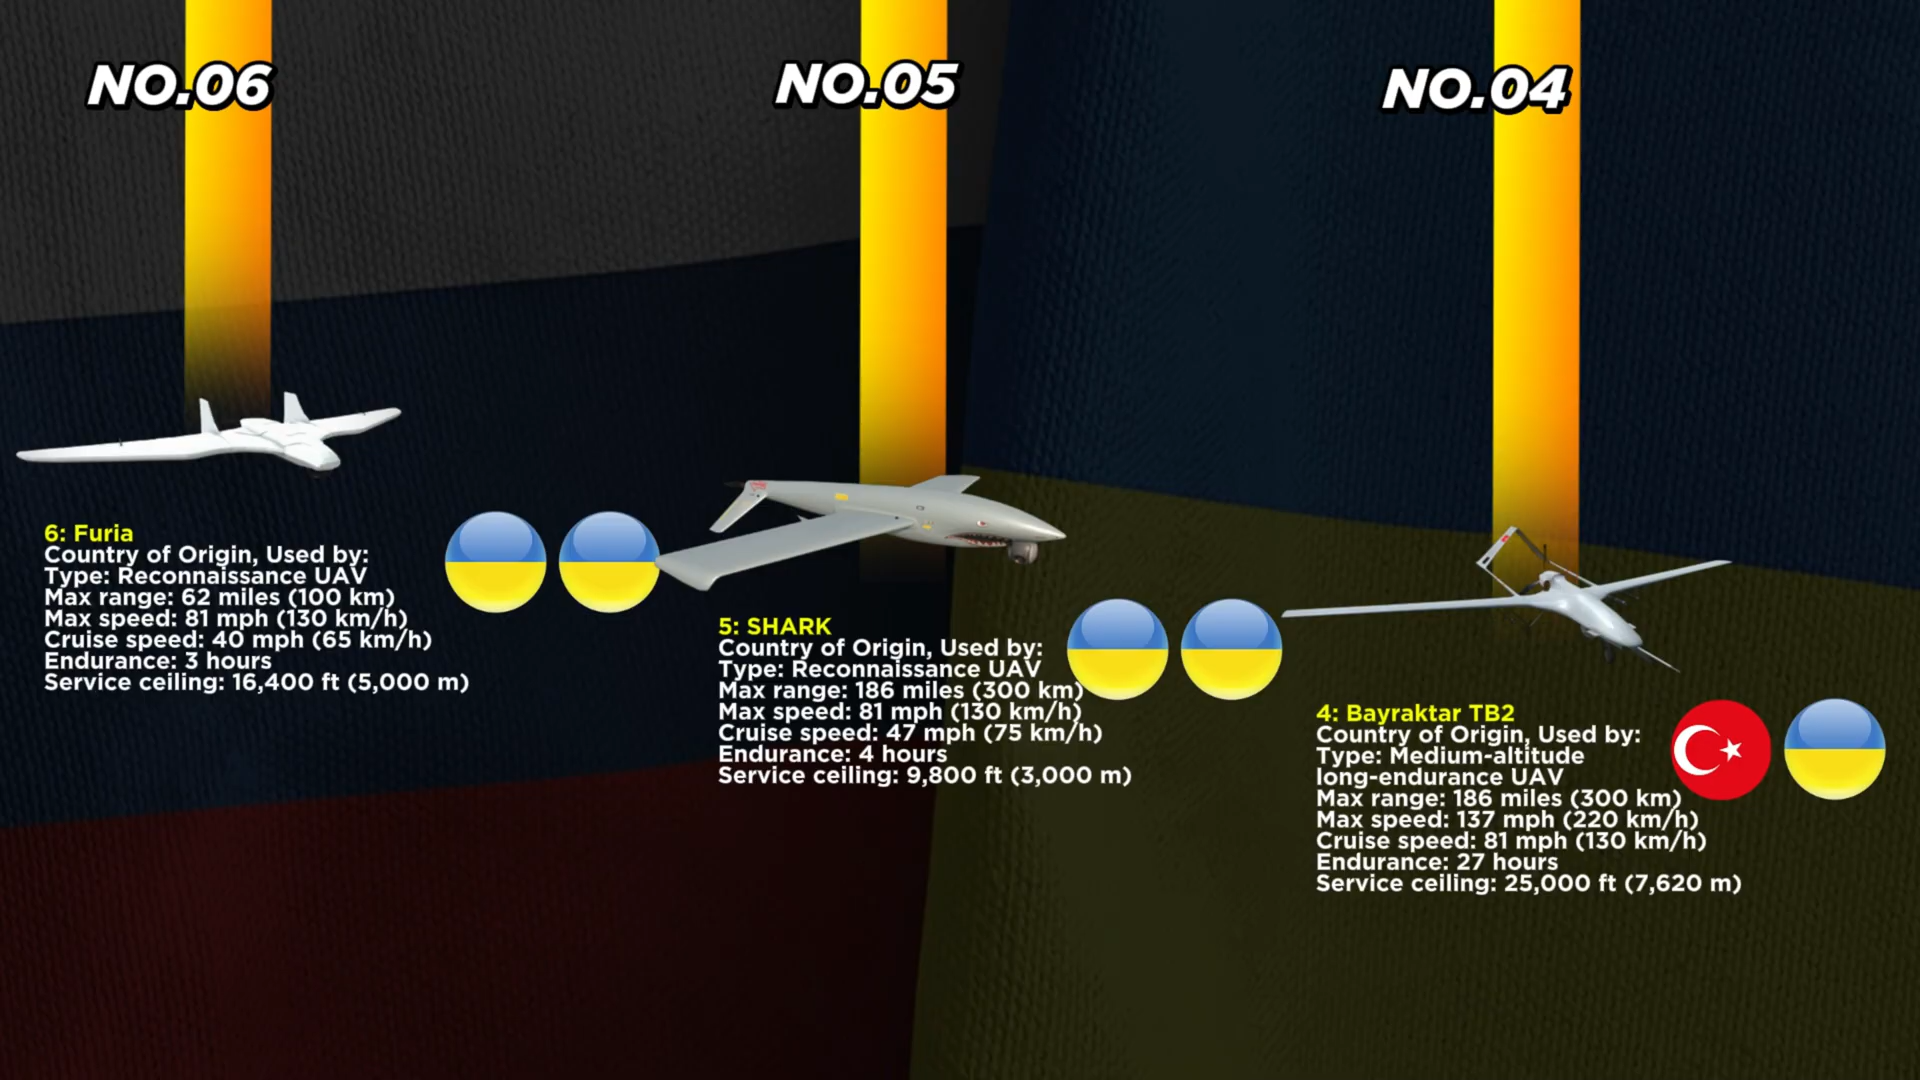 NO.06
NO.05
NO.04
6: Furia
Country of Origin, Used by:
Type: Reconnaissance UAV
Max range: 62 miles (100 km)
Max speed: 81 mph (130 km/h)
Cruise speed: 40 mph (65 km/h)
Endurance: 3 hours
Service ceiling: 16,400 ft (5,000 m)
5: SHARK
Country of Origin, Used by:
Type: Reconnaissance UAV
Max range: 186 miles (300 km)
Max speed: 81 mph (130 km/h)
Cruise speed: 47 mph (75 km/h)
Endurance: 4 hours
Service ceiling: 9,800 ft (3,000 m)
4: Bayraktar TB2
Country of Origin, Used by:
Type: Medium-altitude
long-endurance UAV
Max range: 186 miles (300 km)
Max speed: 137 mph (220 km/h)
Cruise speed: 81 mph (130 km/h)
Endurance: 27 hours
Service ceiling: 25,000 ft (7,620 m)